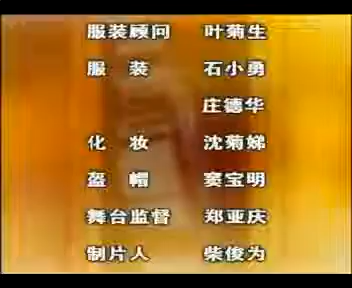 服装顾问 叶菊生
服 装 石小勇
庄德华
化 妆 沈菊娣
盔 帽 窦宝明
舞台监督 郑亚庆
制片人 柴俊为